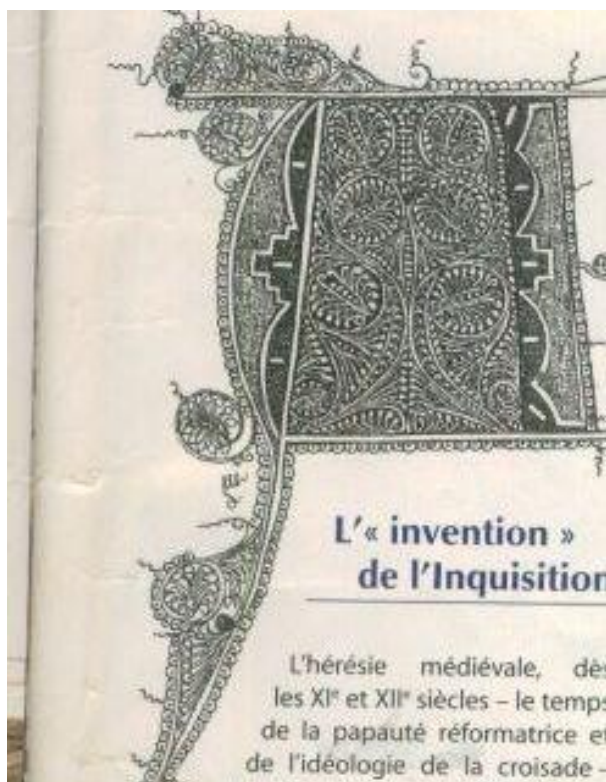 L'« invention »
de l'Inquisition
L'hérésie médiévale, dès
les XIᵉ et XIIᵉ siècles – le temps
de la papauté réformatrice et
de l'idéologie de la croisade –